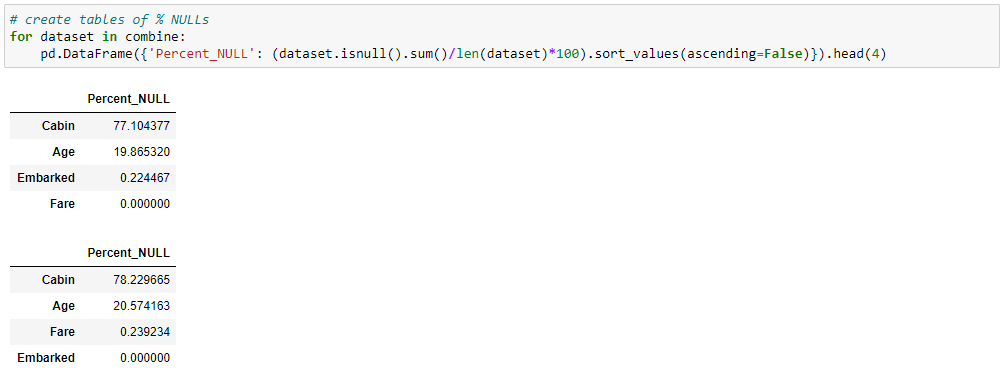 # create tables of % NULLs
for dataset in combine:
    pd.DataFrame({'Percent_NULL': (dataset.isnull().sum()/len(dataset)*100).sort_values(ascending=False)}).head(4)
Percent_NULL
Cabin 77.104377
Age 19.865320
Embarked 0.224467
Fare 0.000000
Percent_NULL
Cabin 78.229665
Age 20.574163
Fare 0.239234
Embarked 0.000000